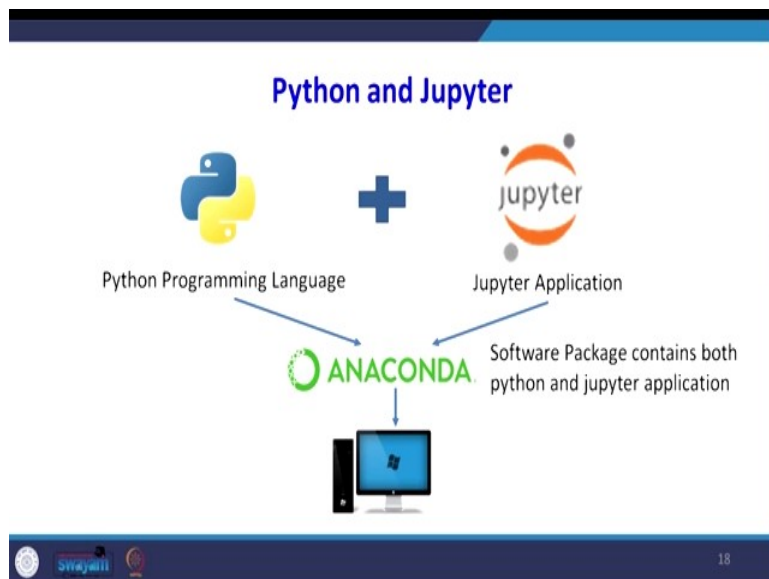 Python and Jupyter
jupyter
Python Programming Language
Jupyter Application
ANACONDA
Software Package contains both
python and jupyter application
swayam
18